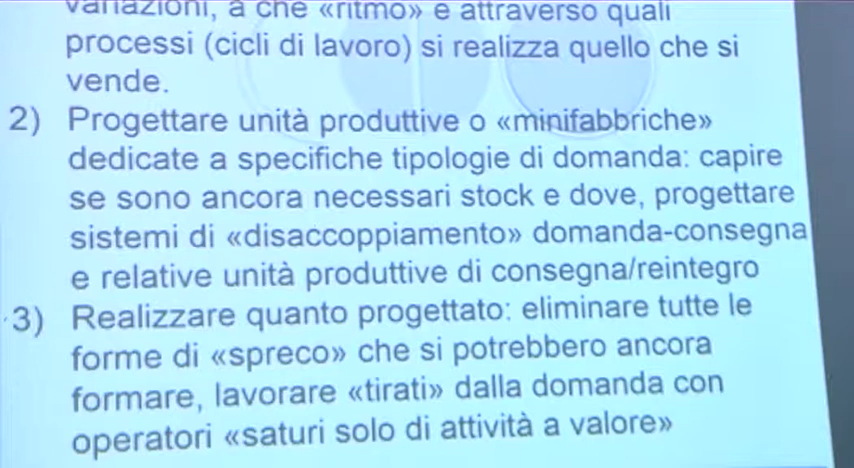 variazioni, a che «ritmo» e attraverso quali
processi (cicli di lavoro) si realizza quello che si
vende.
2) Progettare unità produttive o «minifabbriche»
dedicate a specifiche tipologie di domanda: capire
se sono ancora necessari stock e dove, progettare
sistemi di «disaccoppiamento» domanda-consegna
e relative unità produttive di consegna/reintegro
3) Realizzare quanto progettato: eliminare tutte le
forme di «spreco» che si potrebbero ancora
formare, lavorare «tirati» dalla domanda con
operatori «saturi solo di attività a valore»